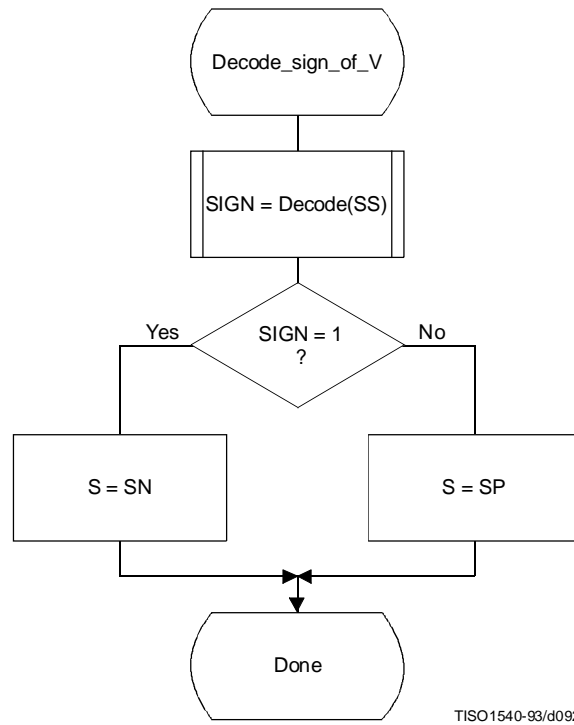 Decode_sign_of_V
SIGN = Decode(SS)
SIGN = 1
?
Yes
No
S = SN
S = SP
Done